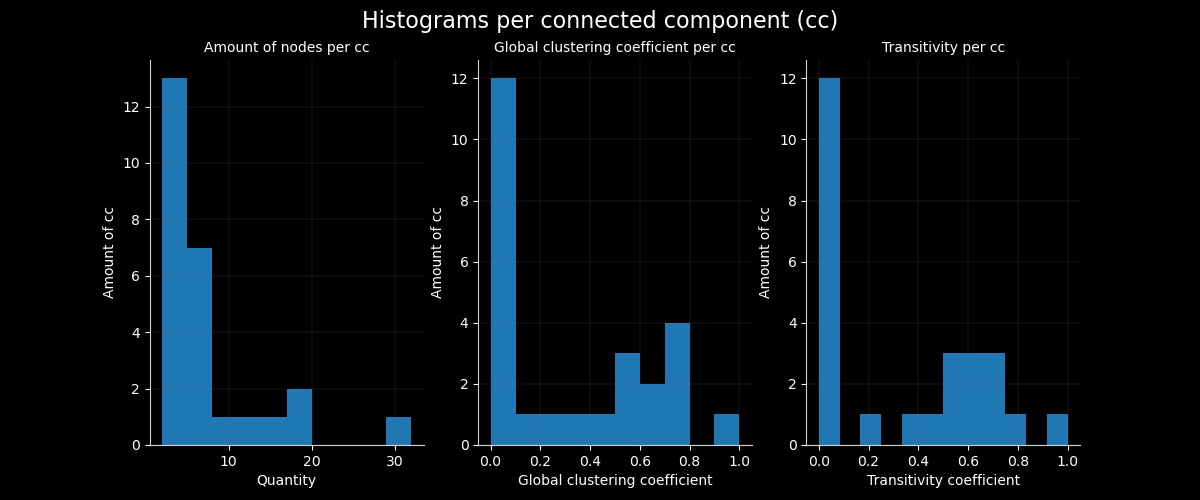 Histograms per connected component (cc)
Amount of nodes per cc
Global clustering coefficient per cc
Transitivity per cc
Amount of cc
12
10
8
6
4
2
0
10 20 30
Quantity
Amount of cc
12
10
8
6
4
2
0
0.0 0.2 0.4 0.6 0.8 1.0
Global clustering coefficient
Amount of cc
12
10
8
6
4
2
0
0.0 0.2 0.4 0.6 0.8 1.0
Transitivity coefficient